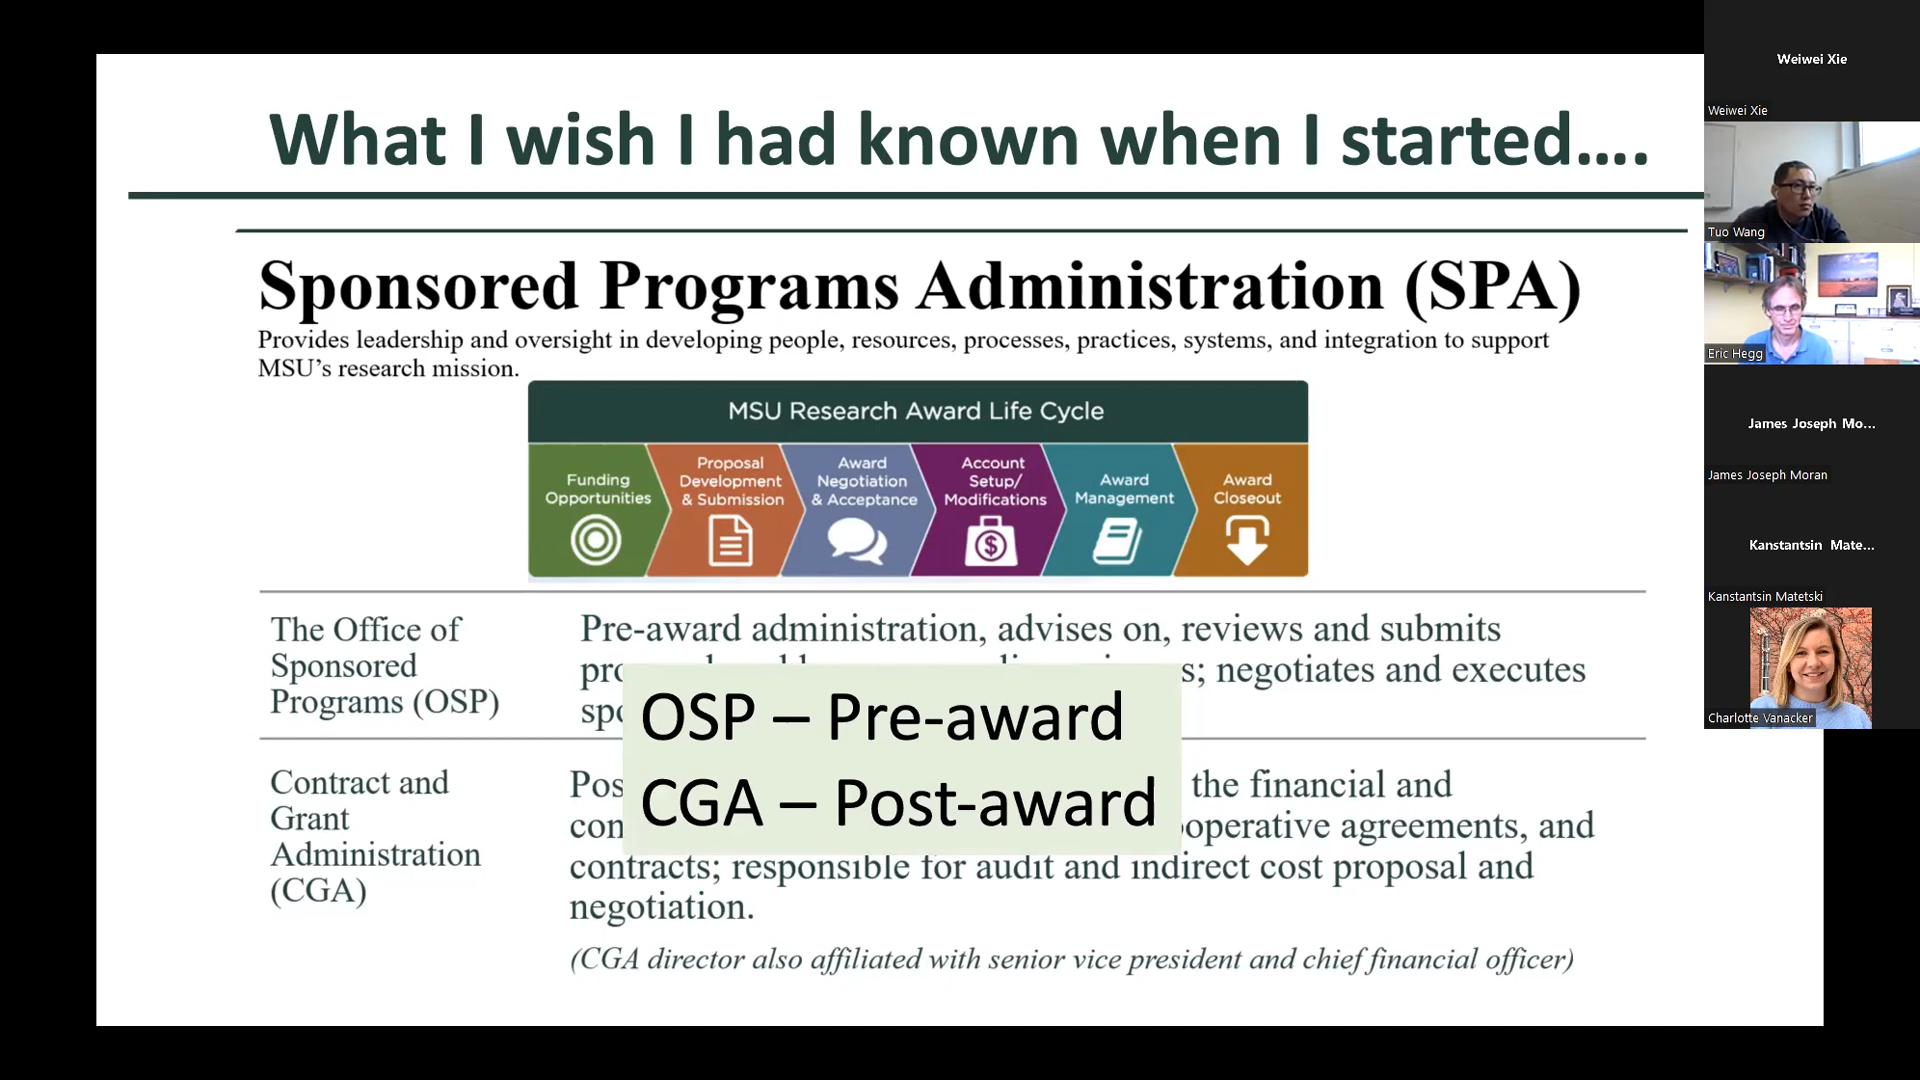 What I wish I had known when I started....
Sponsored Programs Administration (SPA)
Provides leadership and oversight in developing people, resources, processes, practices, systems, and integration to support
MSU's research mission.
MSU Research Award Life Cycle
Funding
Opportunities
Proposal
Development
& Submission
Award
Negotiation
& Acceptance
Account
Setup/
Modifications
$
Award
Management
Award
Closeout
The Office of
Sponsored
Programs (OSP)
Pre-award administration, advises on, reviews and submits
negotiates and executes
OSP – Pre-award
CGA – Post-award
Contract and
Grant
Administration
(CGA)
the financial and
agreements, and
contracts; responsible for audit and indirect cost proposal and
negotiation.
(CGA director also affiliated with senior vice president and chief financial officer)
Weiwei Xie
Weiwei Xie
Tuo Wang
Eric Hegg
James Joseph Mo...
James Joseph Moran
Kanstantsin Mate...
Kanstantsin Matetski
Charlotte Vanacker